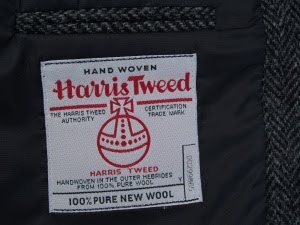 HAND WOVEN
Harris Tweed
THE HARRIS TWEED AUTHORITY
CERTIFICATION TRADE MARK
HARRIS TWEED
HANDWOVEN IN THE OUTER HEBRIDES
FROM 100% PURE WOOL
100% PURE NEW WOOL